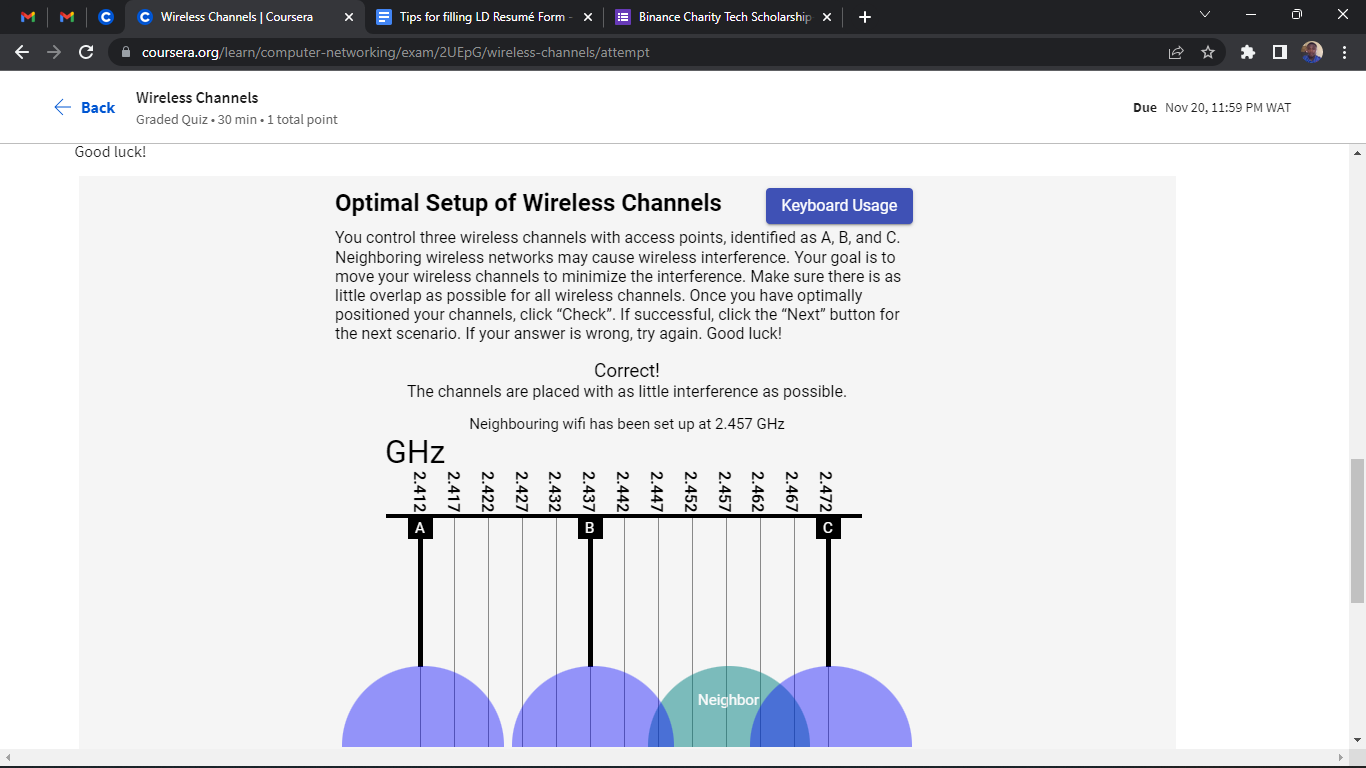 Wireless Channels | Coursera
Tips for filling LD Resumé Form -
Binance Charity Tech Scholarship
coursera.org/learn/computer-networking/exam/2UEpG/wireless-channels/attempt
Back
Wireless Channels
Graded Quiz • 30 min • 1 total point
Due Nov 20, 11:59 PM WAT
Good luck!
Optimal Setup of Wireless Channels
Keyboard Usage
You control three wireless channels with access points, identified as A, B, and C.
Neighboring wireless networks may cause wireless interference. Your goal is to
move your wireless channels to minimize the interference. Make sure there is as
little overlap as possible for all wireless channels. Once you have optimally
positioned your channels, click “Check”. If successful, click the “Next” button for
the next scenario. If your answer is wrong, try again. Good luck!
Correct!
The channels are placed with as little interference as possible.
Neighbouring wifi has been set up at 2.457 GHz
GHz
2.412
2.417
2.422
2.427
2.432
2.437
2.442
2.447
2.452
2.457
2.462
2.467
2.472
A
B
C
Neighbor